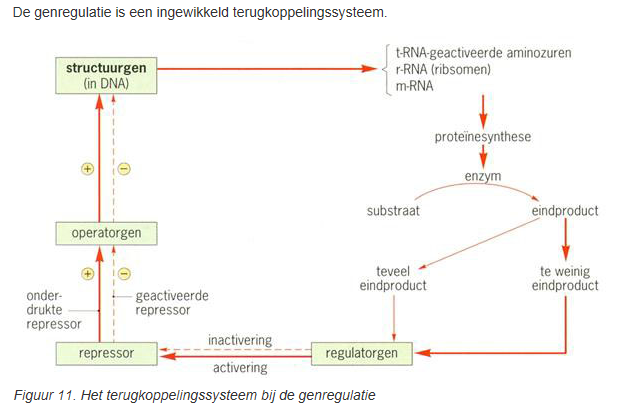 De genregulatie is een ingewikkeld terugkoppelingssysteem.
structuurgen
(in DNA)
t-RNA-geactiveerde aminozuren
r-RNA (ribsomen)
m-RNA
proteïnesynthese
enzym
substraat
eindproduct
+
−
operatorgen
teveel
eindproduct
te weinig
eindproduct
+
−
onder-
drukte
repressor
geactiveerde
repressor
inactivering
repressor
regulatorgen
activering
Figuur 11. Het terugkoppelingssysteem bij de genregulatie